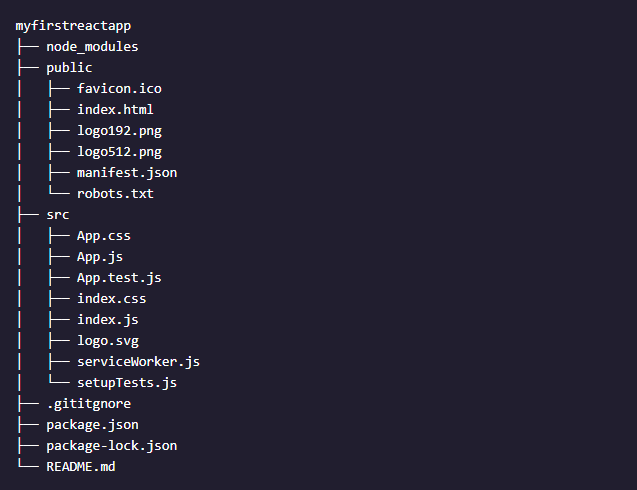 myfirstreactapp
├── node_modules
├── public
│   ├── favicon.ico
│   ├── index.html
│   ├── logo192.png
│   ├── logo512.png
│   ├── manifest.json
│   └── robots.txt
├── src
│   ├── App.css
│   ├── App.js
│   ├── App.test.js
│   ├── index.css
│   ├── index.js
│   ├── logo.svg
│   ├── serviceWorker.js
│   └── setupTests.js
├── .gititgnore
├── package.json
├── package-lock.json
└── README.md